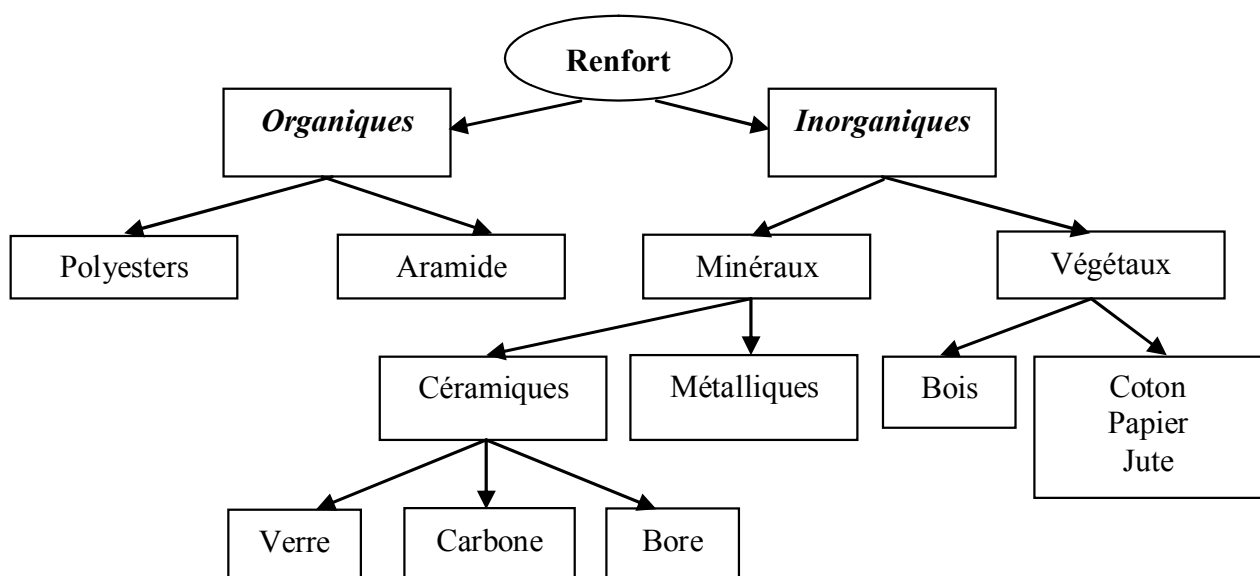 Renfort
Organiques
Inorganiques
Polyesters
Aramide
Minéraux
Végétaux
Céramiques
Métalliques
Bois
Coton
Papier
Jute
Verre
Carbone
Bore